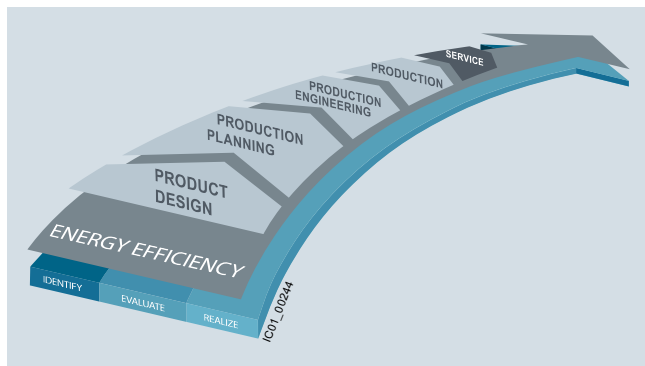 SERVICE
PRODUCTION
PRODUCTION
ENGINEERING
PRODUCTION
PLANNING
PRODUCT
DESIGN
ENERGY EFFICIENCY
IDENTIFY
EVALUATE
REALIZE
IC01_00244